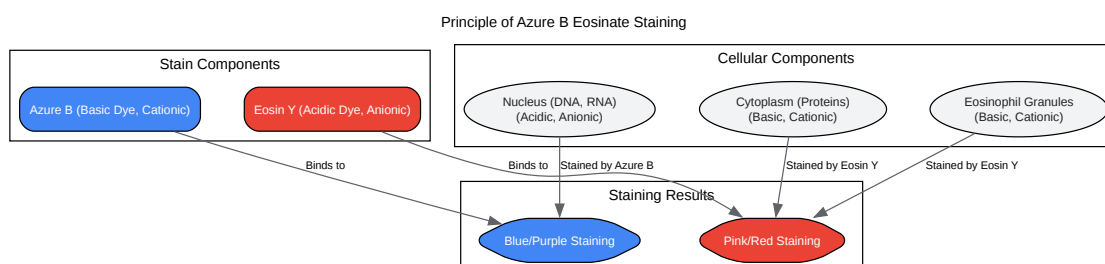 Principle of Azure B Eosinate Staining
Stain Components
Azure B (Basic Dye, Cationic)
Eosin Y (Acidic Dye, Anionic)
Cellular Components
Nucleus (DNA, RNA)
(Acidic, Anionic)
Cytoplasm (Proteins)
(Basic, Cationic)
Eosinophil Granules
(Basic, Cationic)
Binds to
Binds to
Stained by Azure B
Stained by Eosin Y
Stained by Eosin Y
Staining Results
Blue/Purple Staining
Pink/Red Staining